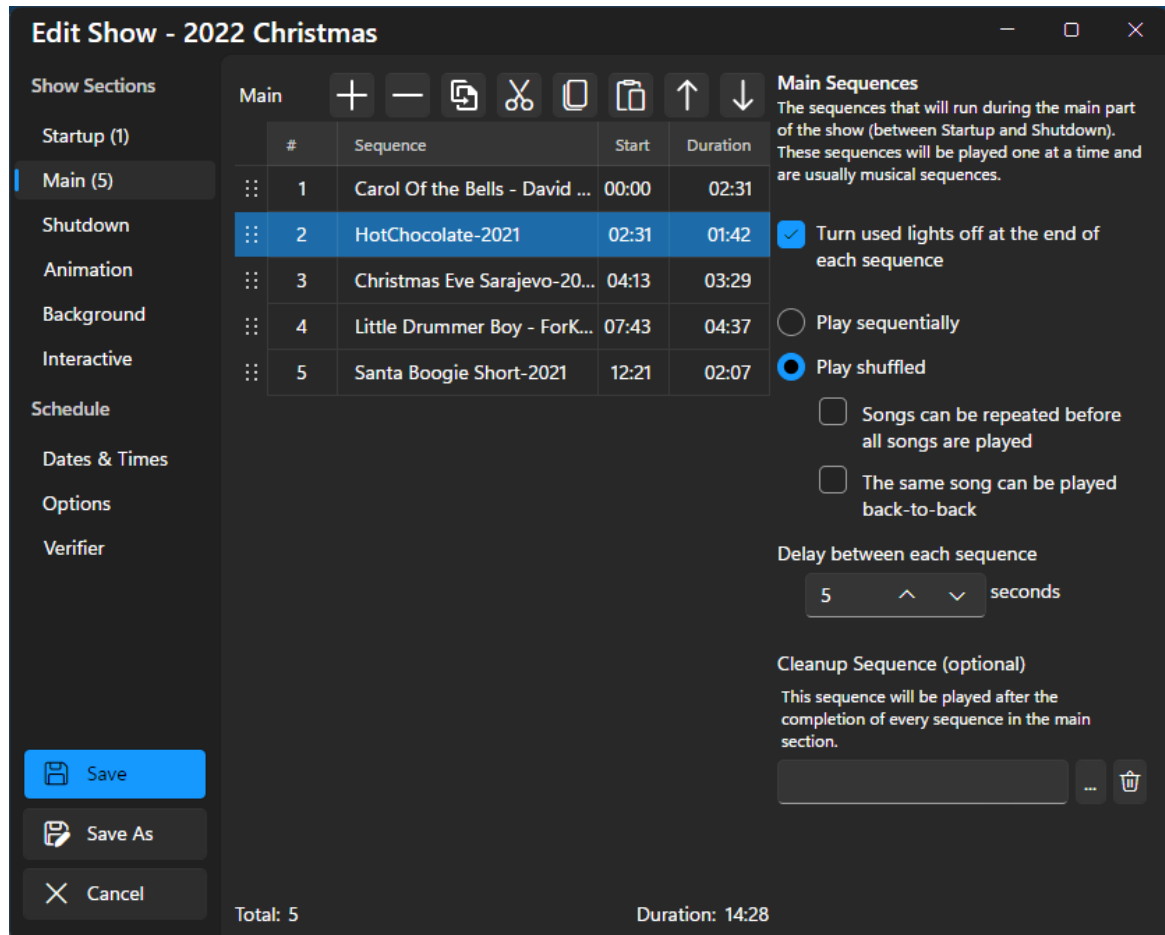 Edit Show - 2022 Christmas
Show Sections
Startup (1)
Main (5)
Shutdown
Animation
Background
Interactive
Schedule
Dates & Times
Options
Verifier
Save
Save As
Cancel
Main
# Sequence Start Duration
1 Carol Of the Bells - David ... 00:00 02:31
2 HotChocolate-2021 02:31 01:42
3 Christmas Eve Sarajevo-20... 04:13 03:29
4 Little Drummer Boy - ForK... 07:43 04:37
5 Santa Boogie Short-2021 12:21 02:07
Total: 5 Duration: 14:28
Main Sequences
The sequences that will run during the main part
of the show (between Startup and Shutdown).
These sequences will be played one at a time and
are usually musical sequences.
Turn used lights off at the end of
each sequence
Play sequentially
Play shuffled
Songs can be repeated before
all songs are played
The same song can be played
back-to-back
Delay between each sequence
5 seconds
Cleanup Sequence (optional)
This sequence will be played after the
completion of every sequence in the main
section.
...